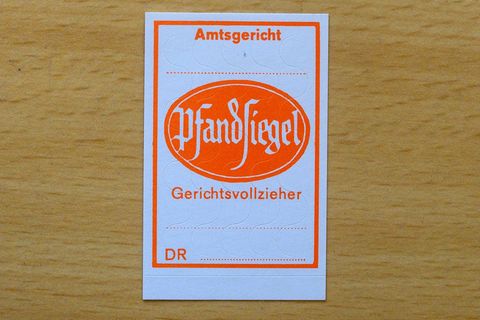 Amtsgericht
Pfandsiegel
Gerichtsvollzieher
DR